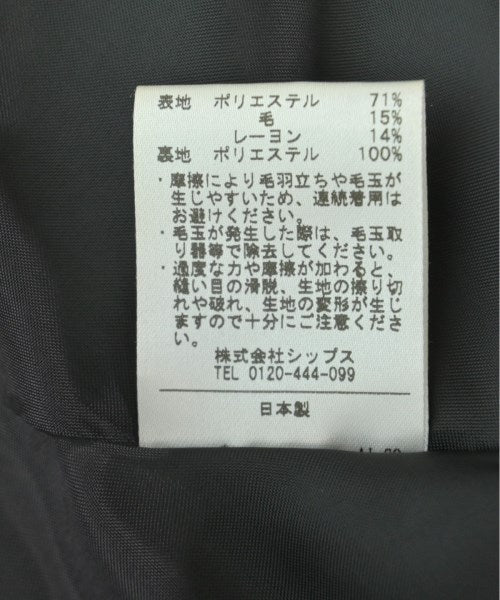 表地 ポリエステル 71%
毛 15%
レーヨン 14%
裏地 ポリエステル 100%
・摩擦により毛羽立ちや毛玉が
生じやすいため、連続着用は
お避けください。
・毛玉が発生した際は、毛玉取
り器等で除去してください。
・過度な力や摩擦が加わると、
縫い目の滑脱、生地の擦り切
れや破れ、生地の変形が生じ
ますので十分にご注意くださ
い。
株式会社シップス
TEL 0120-444-099
日本製